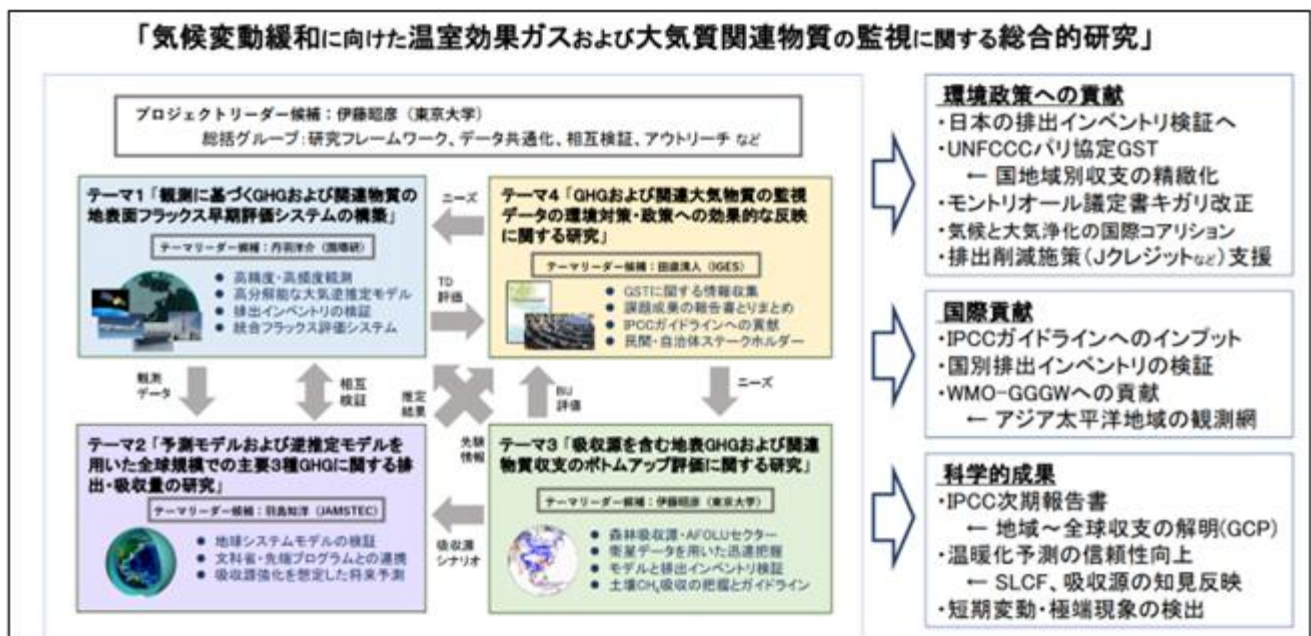 「気候変動緩和に向けた温室効果ガスおよび大気質関連物質の監視に関する総合的研究」
プロジェクトリーダー候補:伊藤昭彦(東京大学)
総括グループ:研究フレームワーク、データ共通化、相互検証、アウトリーチ など
テーマ1「観測に基づくGHGおよび関連物質の
地表面フラックス早期評価システムの構築」
テーマリーダー候補:丹羽洋介(国環研)
● 高精度・高頻度観測
● 高分解能な大気逆推定モデル
● 排出インベントリの検証
● 統合フラックス評価システム
ニーズ
TD
評価
テーマ4「GHGおよび関連大気物質の監視
データの環境対策・政策への効果的な反映
に関する研究」
テーマリーダー候補:田邉清人(IGES)
● GSTに関する情報収集
● 課題成果の報告書とりまとめ
● IPCCガイドラインへの貢献
● 民間・自治体ステークホルダー
観測
データ
相互
検証
推定
結果
BU
評価
ニーズ
先験
情報
テーマ2「予測モデルおよび逆推定モデルを
用いた全球規模での主要3種GHGに関する排
出・吸収量の研究」
テーマリーダー候補:羽島知洋(JAMSTEC)
● 地球システムモデルの検証
● 文科省・先端プログラムとの連携
● 吸収源強化を想定した将来予測
吸収源
シナリオ
テーマ3「吸収源を含む地表GHGおよび関連
物質収支のボトムアップ評価に関する研究」
テーマリーダー候補:伊藤昭彦(東京大学)
● 森林吸収源・AFOLUセクター
● 衛星データを用いた迅速把握
● モデルと排出インベントリ検証
● 土壌CH₄吸収の把握とガイドライン
環境政策への貢献
・日本の排出インベントリ検証へ
・UNFCCCパリ協定GST
← 国地域別収支の精緻化
・モントリオール議定書キガリ改正
・気候と大気浄化の国際コアリション
・排出削減施策(Jクレジットなど)支援
国際貢献
・IPCCガイドラインへのインプット
・国別排出インベントリの検証
・WMO-GGGWへの貢献
← アジア太平洋地域の観測網
科学的成果
・IPCC次期報告書
← 地域~全球収支の解明(GCP)
・温暖化予測の信頼性向上
← SLCF、吸収源の知見反映
・短期変動・極端現象の検出